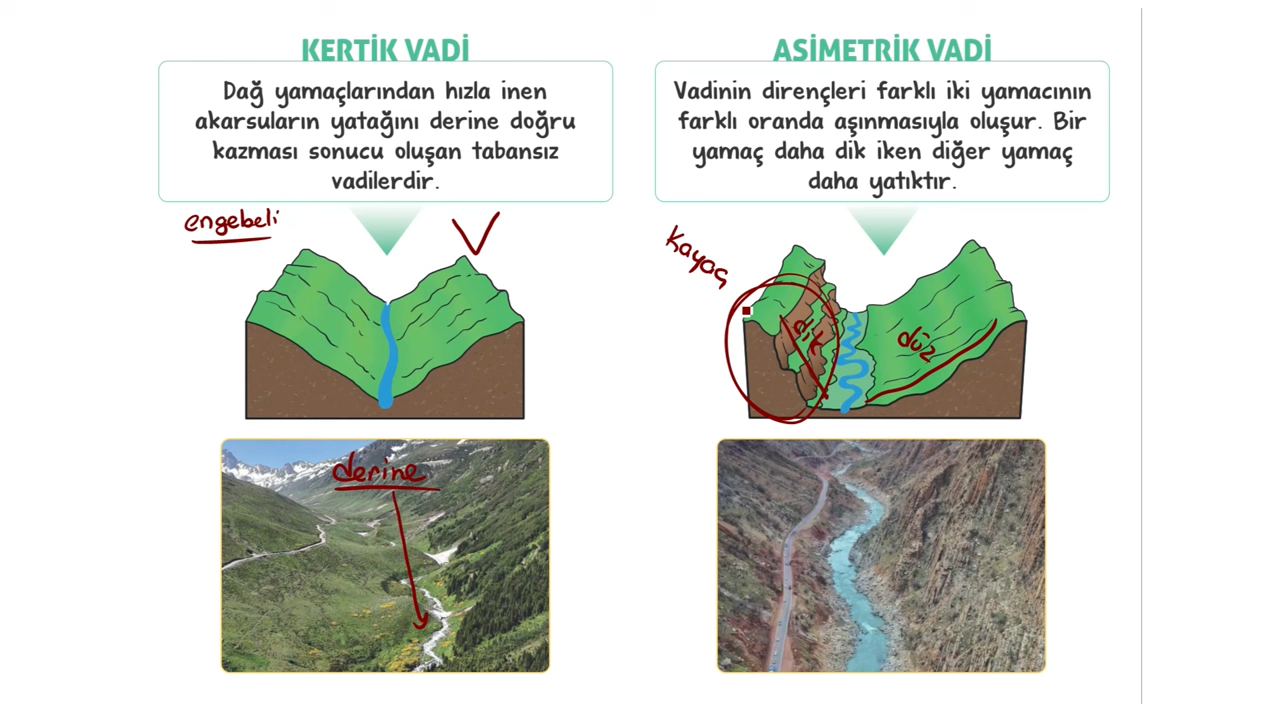 KERTİK VADİ
Dağ yamaçlarından hızla inen
akarsuların yatağını derine doğru
kazması sonucu oluşan tabansız
vadilerdir.
engebeli
derine
ASİMETRİK VADİ
Vadinin dirençleri farklı iki yamacının
farklı oranda aşınmasıyla oluşur. Bir
yamaç daha dik iken diğer yamaç
daha yatıktır.
kayaç
dik
düz